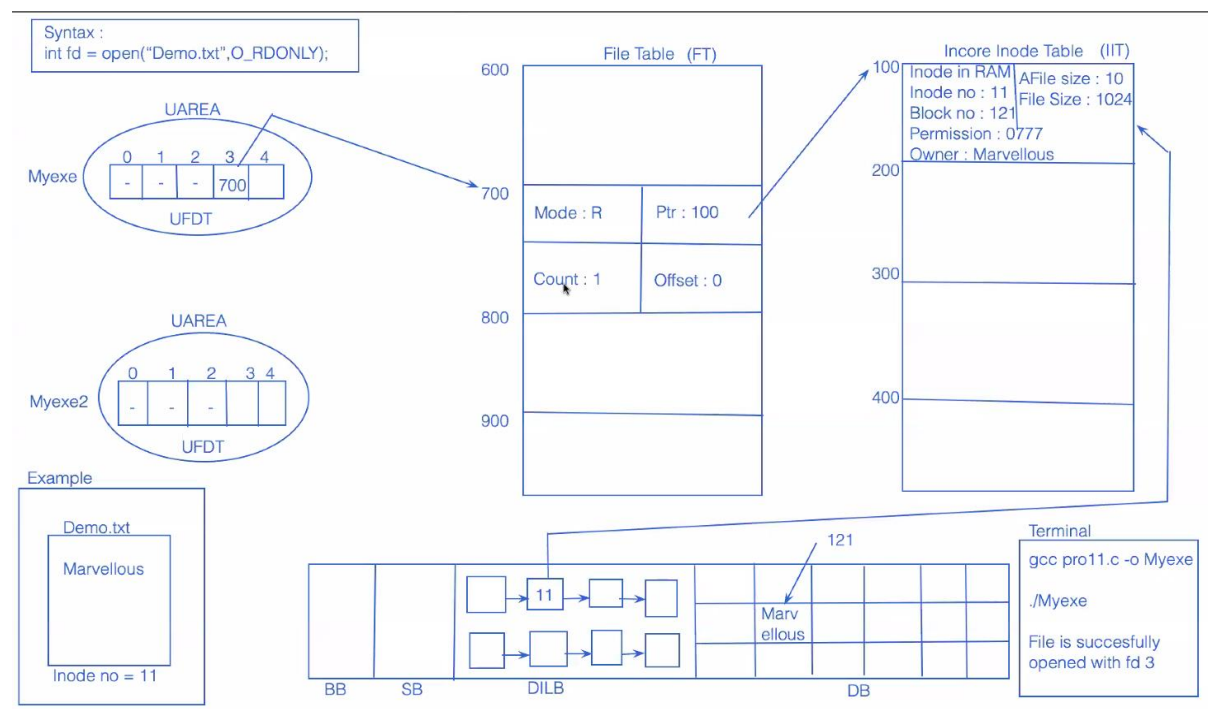 Syntax :
int fd = open(“Demo.txt”,O_RDONLY);
UAREA
0 1 2 3 4
Myexe
- - - 700
UFDT
UAREA
0 1 2 3 4
Myexe2
- - -
UFDT
Example
Demo.txt
Marvellous
Inode no = 11
File Table (FT)
600
700
Mode : R
Ptr : 100
Count : 1
Offset : 0
800
900
Incore Inode Table (IIT)
100
Inode in RAM
Inode no : 11
Block no : 121
Permission : 0777
Owner : Marvellous
AFile size : 10
File Size : 1024
200
300
400
11
121
Marv
ellous
BB
SB
DILB
DB
Terminal
gcc pro11.c -o Myexe
./Myexe
File is succesfully
opened with fd 3